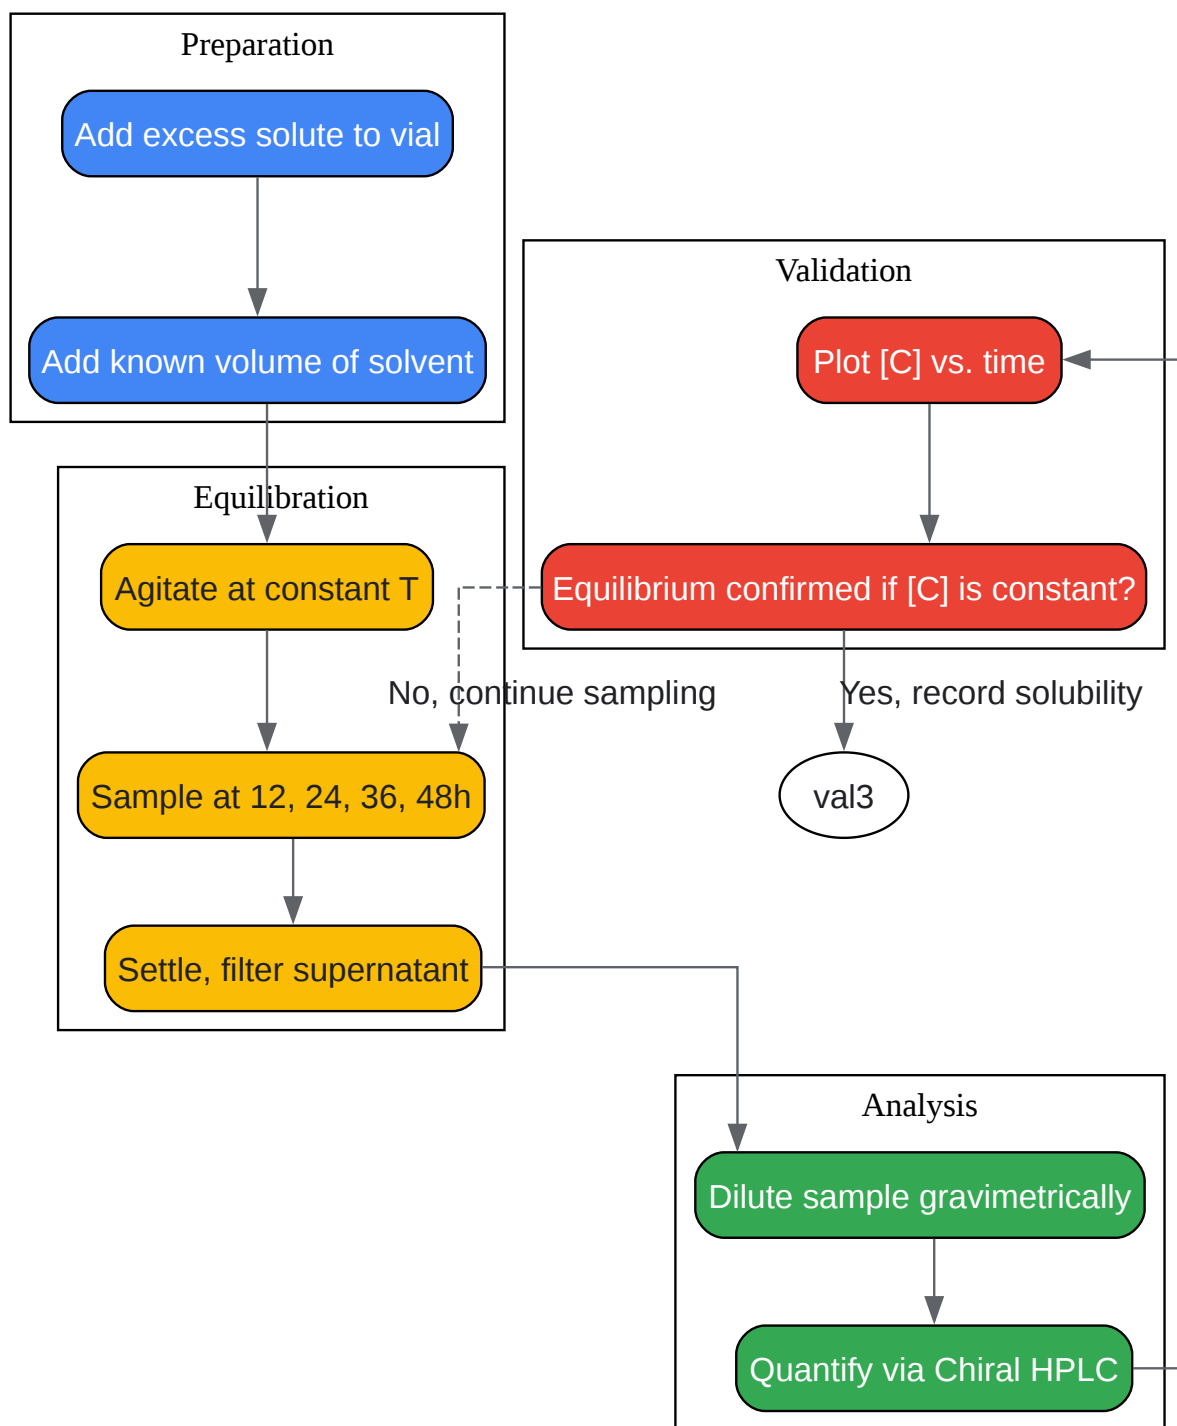 Preparation
Add excess solute to vial
Add known volume of solvent
Equilibration
Agitate at constant T
Sample at 12, 24, 36, 48h
Settle, filter supernatant
Validation
Plot [C] vs. time
Equilibrium confirmed if [C] is constant?
No, continue sampling
Yes, record solubility
val3
Analysis
Dilute sample gravimetrically
Quantify via Chiral HPLC